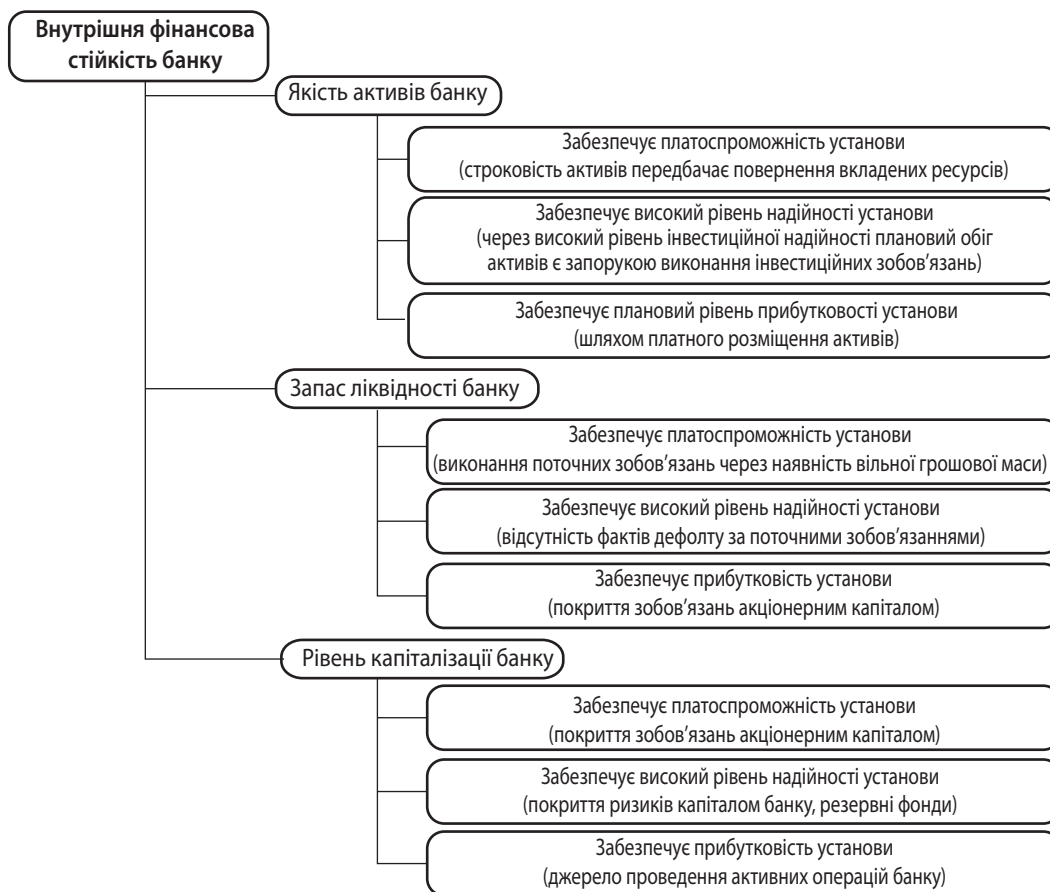 Внутрішня фінансова
стійкість банку
Якість активів банку
Забезпечує платоспроможність установи
(строковість активів передбачає повернення вкладених ресурсів)
Забезпечує високий рівень надійності установи
(через високий рівень інвестиційної надійності плановий обіг
активів є запорукою виконання інвестиційних зобов’язань)
Забезпечує плановий рівень прибутковості установи
(шляхом платного розміщення активів)
Запас ліквідності банку
Забезпечує платоспроможність установи
(виконання поточних зобов’язань через наявність вільної грошової маси)
Забезпечує високий рівень надійності установи
(відсутність фактів дефолту за поточними зобов’язаннями)
Забезпечує прибутковість установи
(покриття зобов’язань акціонерним капіталом)
Рівень капіталізації банку
Забезпечує платоспроможність установи
(покриття зобов’язань акціонерним капіталом)
Забезпечує високий рівень надійності установи
(покриття ризиків капіталом банку, резервні фонди)
Забезпечує прибутковість установи
(джерело проведення активних операцій банку)